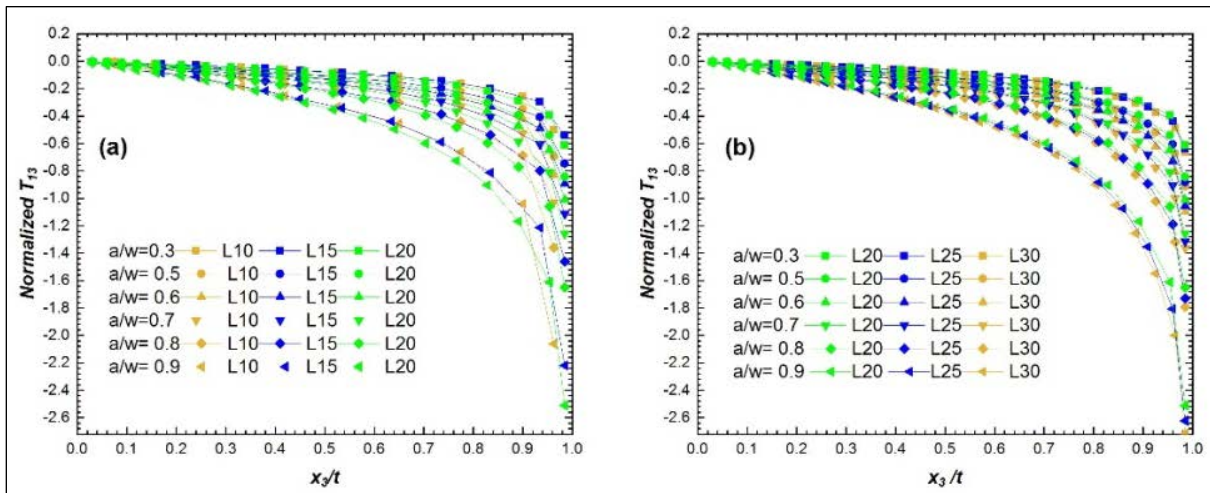 0.2
0.0
-0.2
-0.4
-0.6
-0.8
-1.0
-1.2
-1.4
-1.6
-1.8
-2.0
-2.2
-2.4
-2.6
Normalized T13
(a)
a/w=0.3 L10 L15 L20
a/w= 0.5 L10 L15 L20
a/w= 0.6 L10 L15 L20
a/w=0.7 L10 L15 L20
a/w= 0.8 L10 L15 L20
a/w= 0.9 L10 L15 L20
0.0 0.1 0.2 0.3 0.4 0.5 0.6 0.7 0.8 0.9 1.0
x3/t
0.2
0.0
-0.2
-0.4
-0.6
-0.8
-1.0
-1.2
-1.4
-1.6
-1.8
-2.0
-2.2
-2.4
-2.6
Normalized T13
(b)
a/w=0.3 L20 L25 L30
a/w= 0.5 L20 L25 L30
a/w= 0.6 L20 L25 L30
a/w=0.7 L20 L25 L30
a/w= 0.8 L20 L25 L30
a/w= 0.9 L20 L25 L30
0.0 0.1 0.2 0.3 0.4 0.5 0.6 0.7 0.8 0.9 1.0
x3 /t